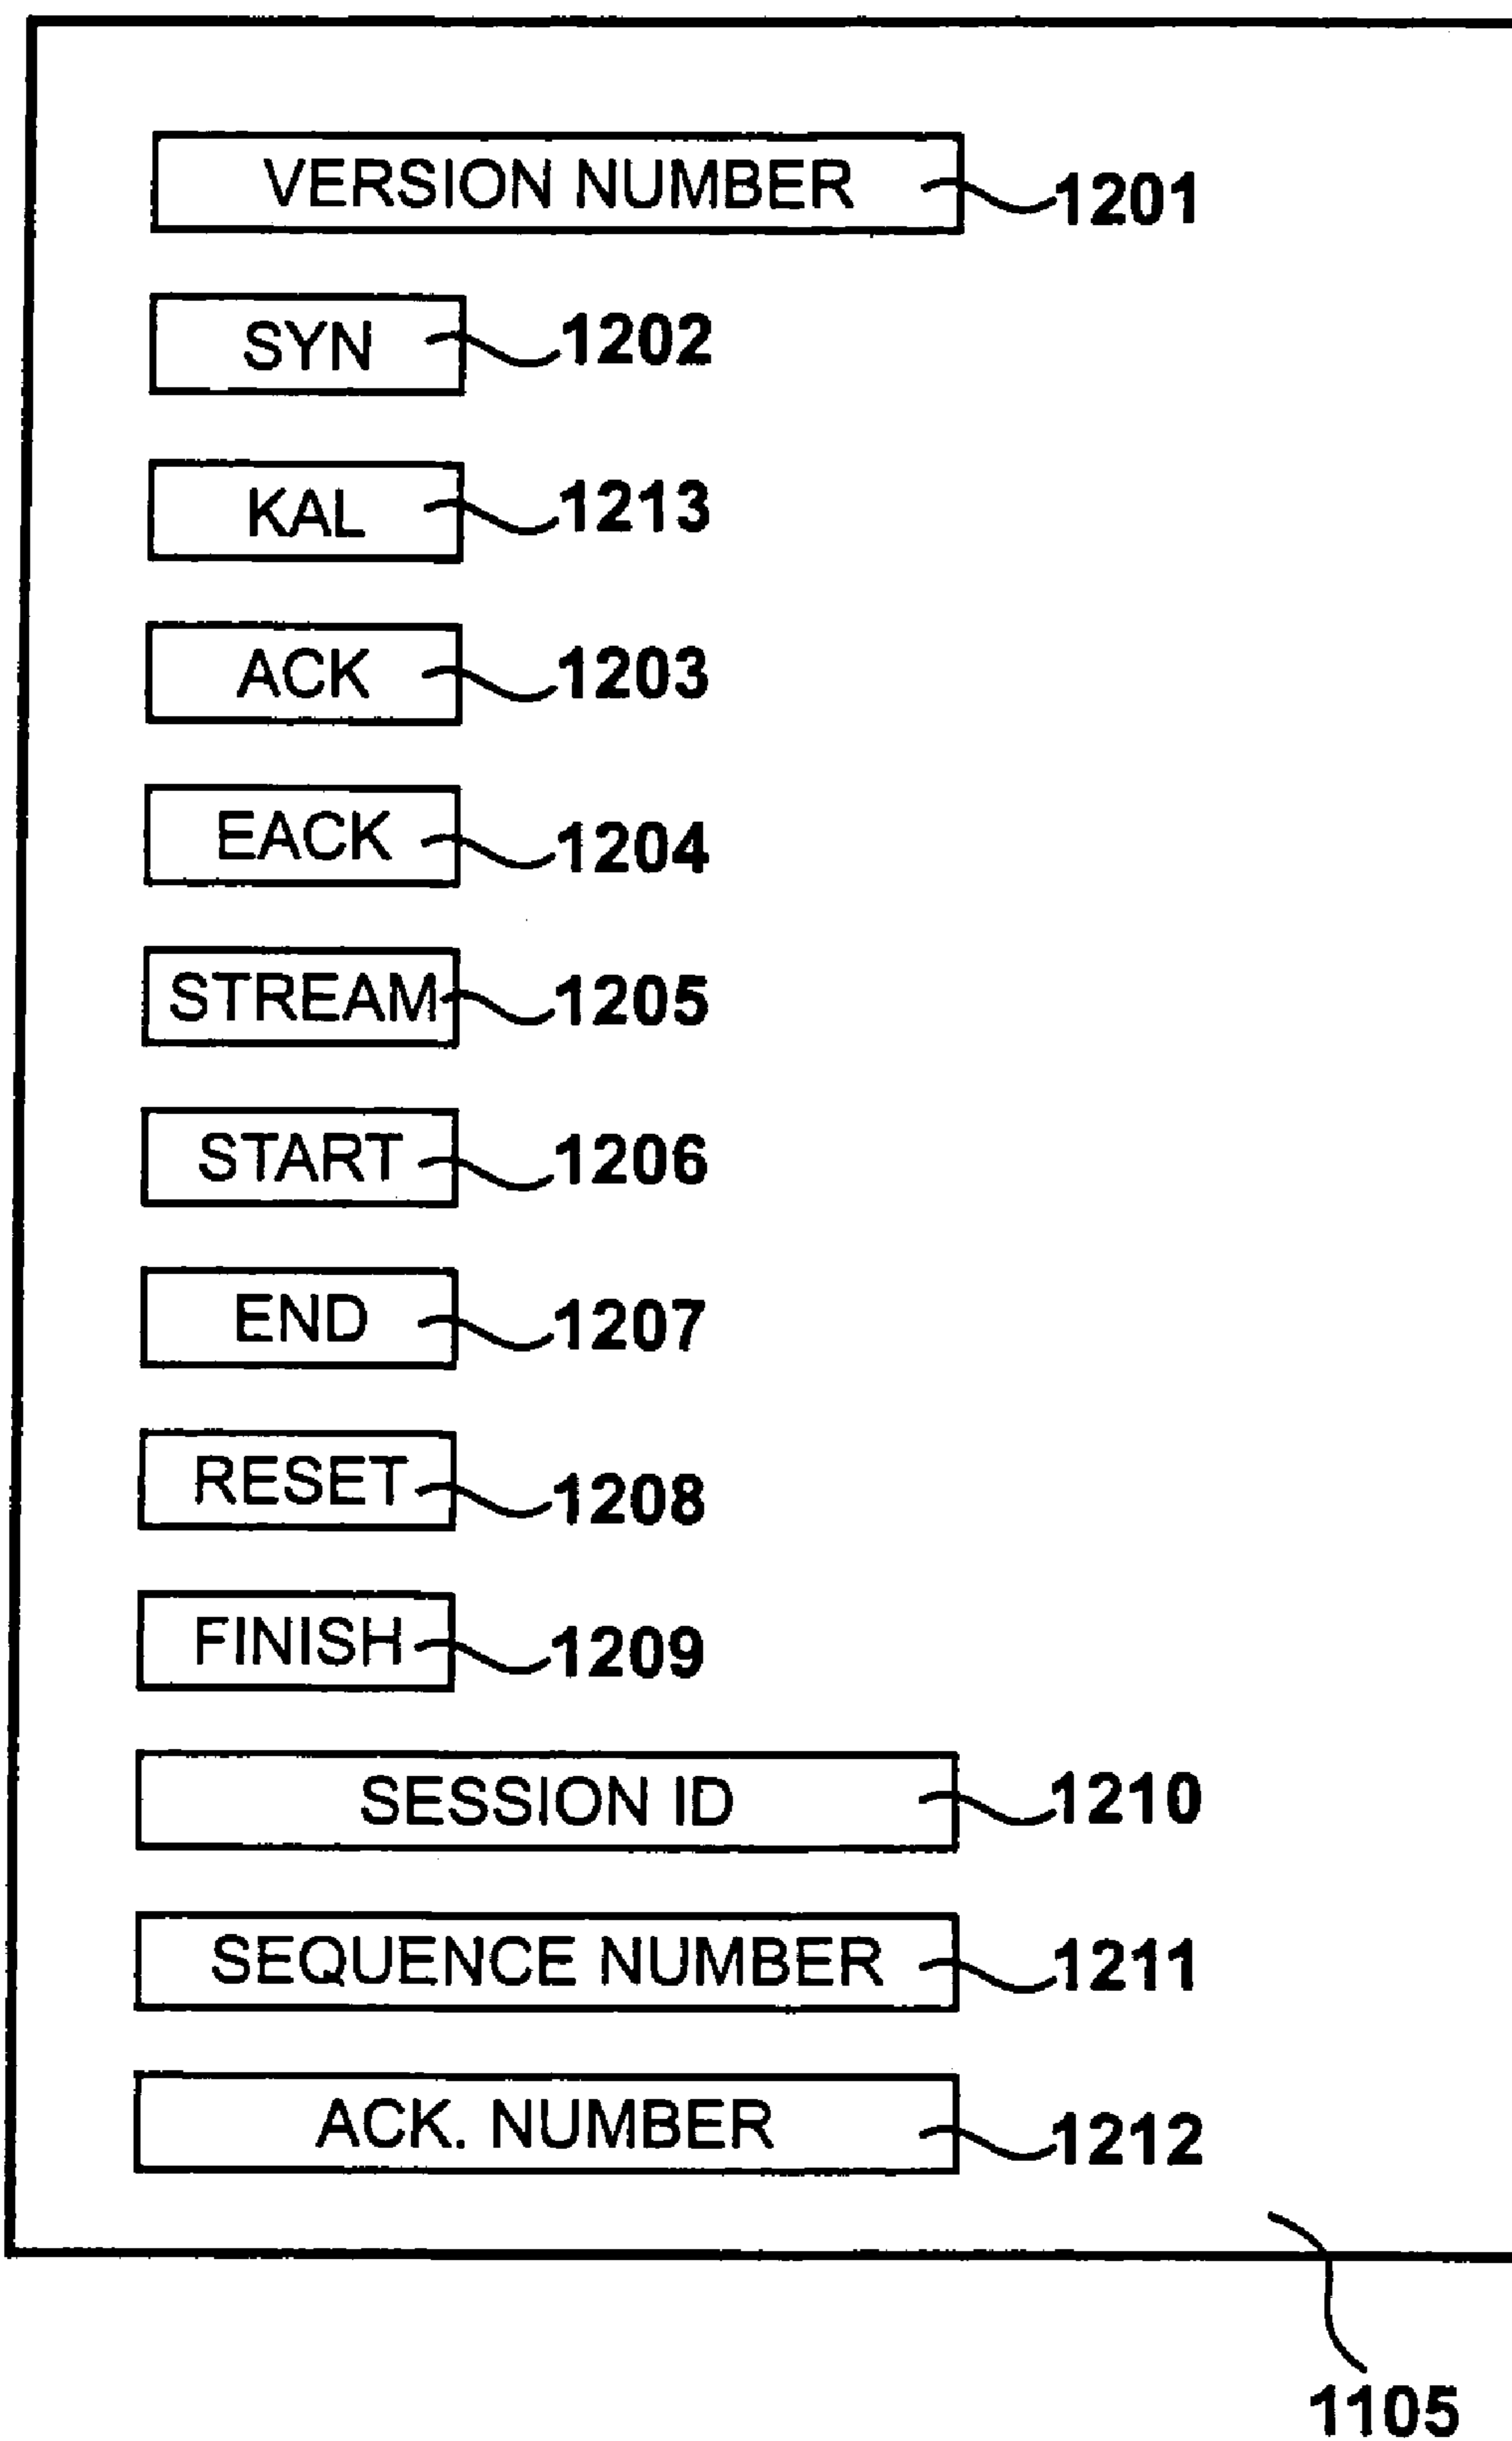 VERSION NUMBER 1201
SYN 1202
KAL 1213
ACK 1203
EACK 1204
STREAM 1205
START 1206
END 1207
RESET 1208
FINISH 1209
SESSION ID 1210
SEQUENCE NUMBER 1211
ACK. NUMBER 1212
1105